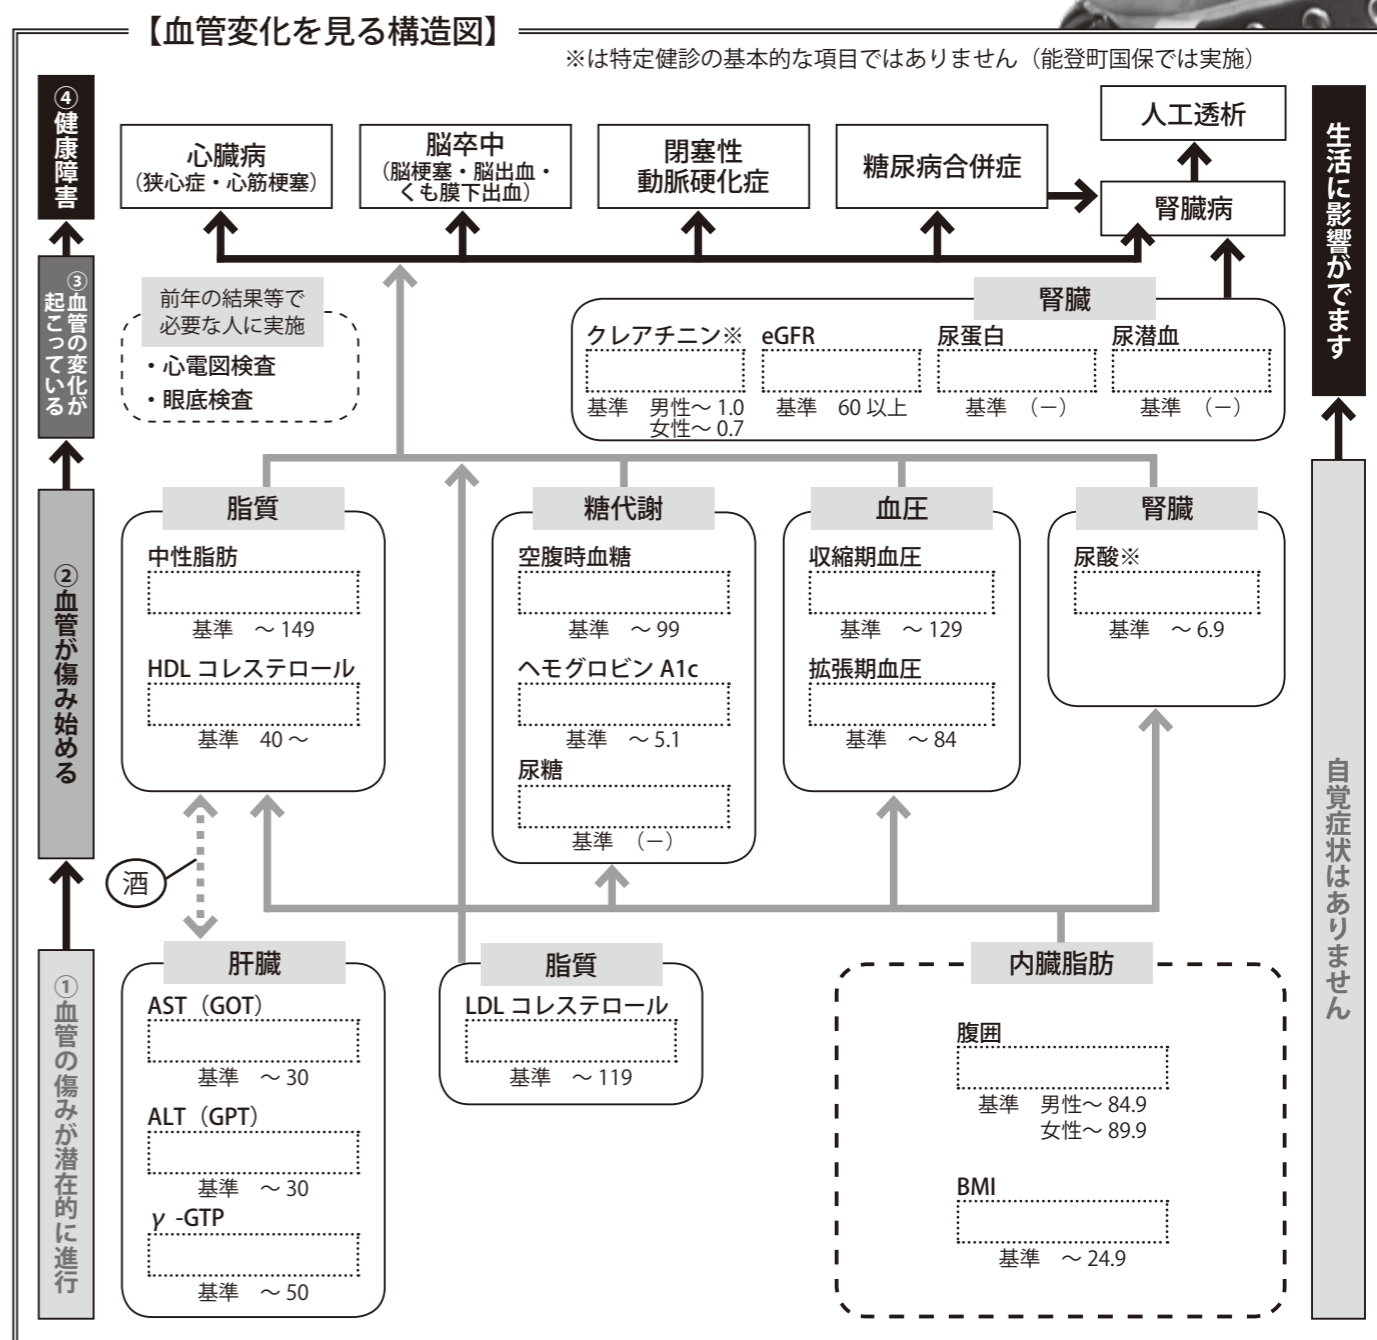 【血管変化を見る構造図】
※は特定健診の基本的な項目ではありません（能登町国保では実施）
④健康障害
心臓病
（狭心症・心筋梗塞）
脳卒中
（脳梗塞・脳出血・
くも膜下出血）
閉塞性
動脈硬化症
糖尿病合併症
人工透析
腎臓病
生活に影響がでます
③血管の変化が
起こっている
前年の結果等で
必要な人に実施
・心電図検査
・眼底検査
腎臓
クレアチニン※
基準　男性～ 1.0
女性～ 0.7
eGFR
基準　60 以上
尿蛋白
基準　（－）
尿潜血
基準　（－）
②血管が傷み始める
脂質
中性脂肪
基準　～ 149
HDL コレステロール
基準　40 ～
糖代謝
空腹時血糖
基準　～ 99
ヘモグロビン A1c
基準　～ 5.1
尿糖
基準　（－）
血圧
収縮期血圧
基準　～ 129
拡張期血圧
基準　～ 84
腎臓
尿酸※
基準　～ 6.9
自覚症状はありません
酒
①血管の傷みが潜在的に進行
肝臓
AST（GOT）
基準　～ 30
ALT（GPT）
基準　～ 30
γ -GTP
基準　～ 50
脂質
LDL コレステロール
基準　～ 119
内臓脂肪
腹囲
基準　男性～ 84.9
女性～ 89.9
BMI
基準　～ 24.9